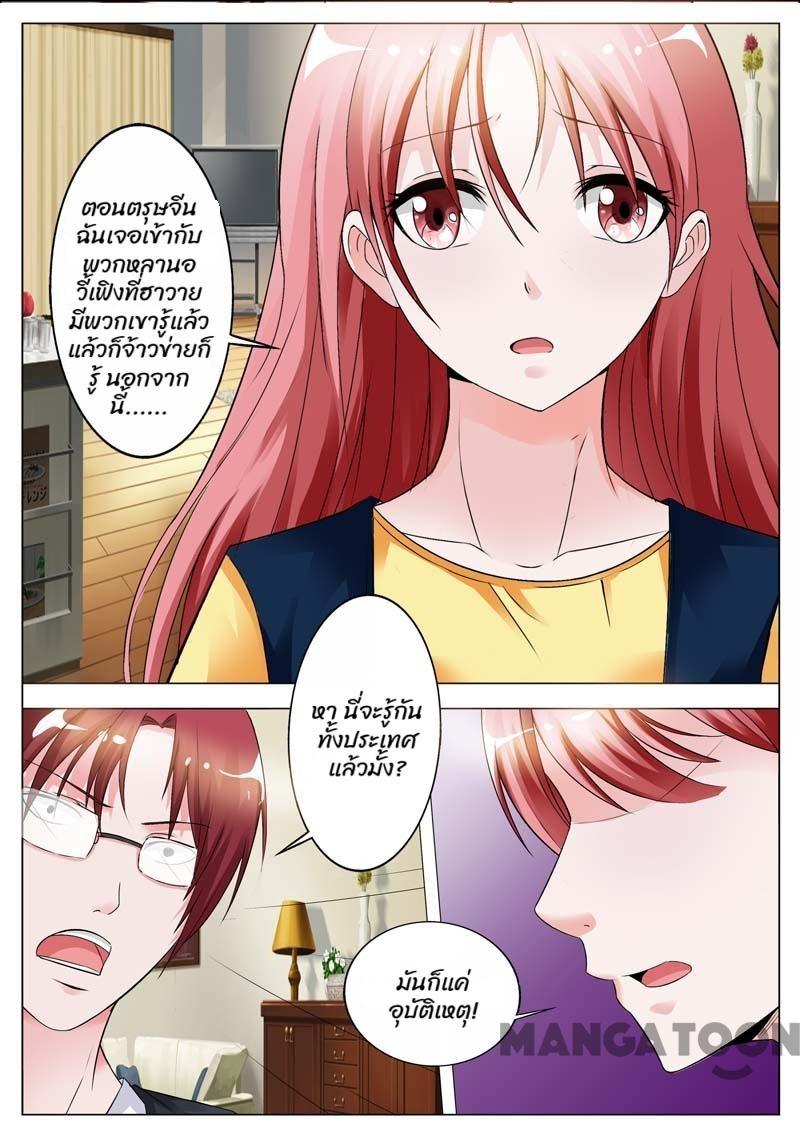 ตอนตรุษจีน
ฉันเจอเข้ากับ
พวกหลานอ
วี้เฟิงที่ฮาวาย
มีพวกเขารู้แล้ว
แล้วก็จ้าวข่ายก็
รู้ นอกจาก
นี้......
หา นี่จะรู้กัน
ทั้งประเทศ
แล้วมั้ง?
มันก็แค่
อุบัติเหตุ!
MANGATOON